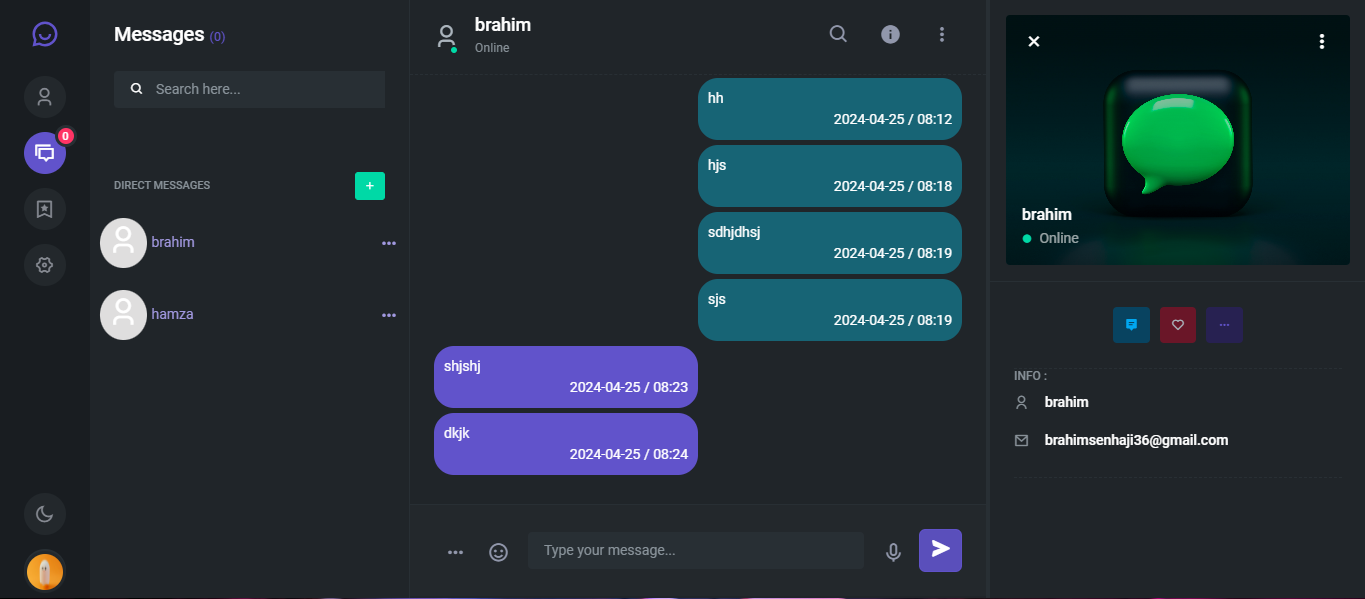 Messages (0)
Search here...
0
DIRECT MESSAGES
+
brahim
hamza
brahim
Online
hh
2024-04-25 / 08:12
hjs
2024-04-25 / 08:18
sdhjdhsj
2024-04-25 / 08:19
sjs
2024-04-25 / 08:19
shjshj
2024-04-25 / 08:23
dkjk
2024-04-25 / 08:24
Type your message...
brahim
Online
INFO :
brahim
brahimsenhaji36@gmail.com